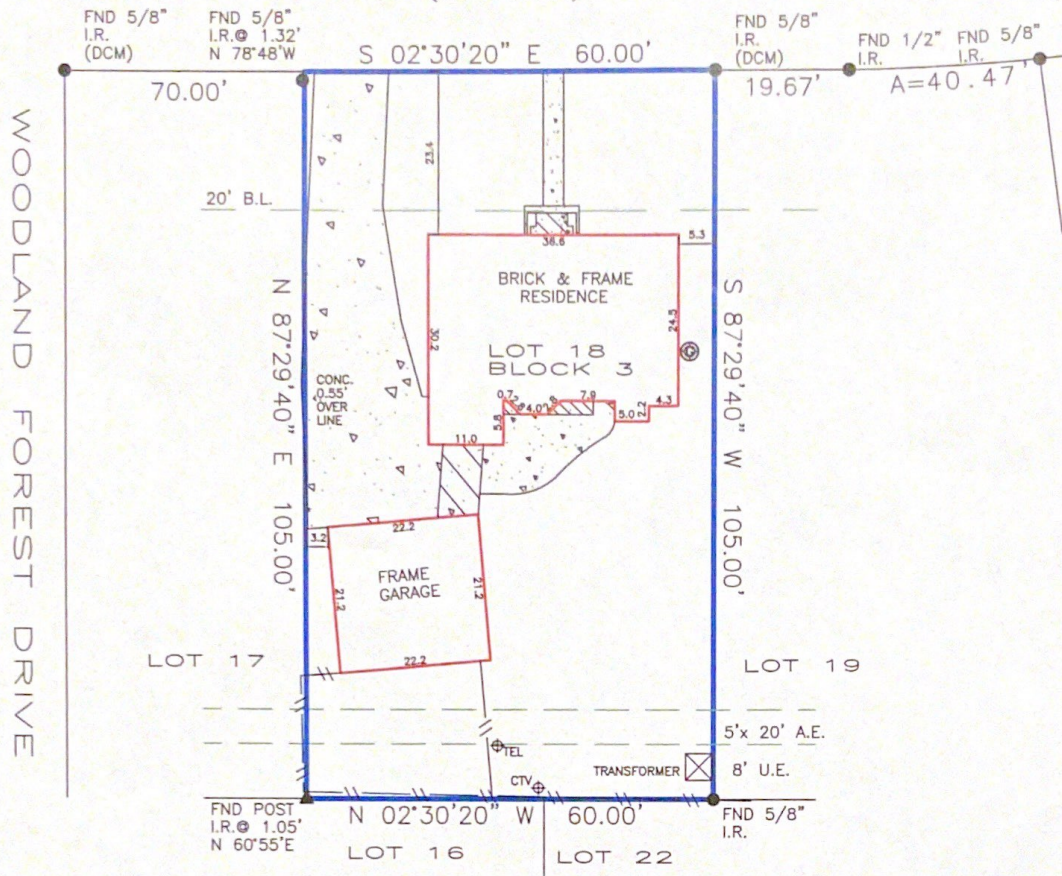 FND 5/8"
I.R.
(DCM)
FND 5/8"
I.R.@ 1.32'
N 78°48'W
S 02°30'20" E 60.00'
FND 5/8"
I.R.
(DCM)
FND 1/2"
I.R.
FND 5/8"
I.R.
70.00'
19.67'
A=40.47'
WOODLAND FOREST DRIVE
20' B.L.
23.4
38.6
5.3
BRICK & FRAME
RESIDENCE
N 87°29'40" E 105.00'
30.2
24.5
S 87°29'40" W 105.00'
LOT 18
BLOCK 3
CONC.
0.55'
OVER
LINE
0.7
4.0
7.9
5.8
5.0
2.2
4.3
11.0
22.2
3.2
FRAME
GARAGE
21.2
21.2
22.2
LOT 17
LOT 19
5'x 20' A.E.
TEL
TRANSFORMER
8' U.E.
CTV
FND POST
I.R.@ 1.05'
N 60°55'E
N 02°30'20" W 60.00'
FND 5/8"
I.R.
LOT 16
LOT 22